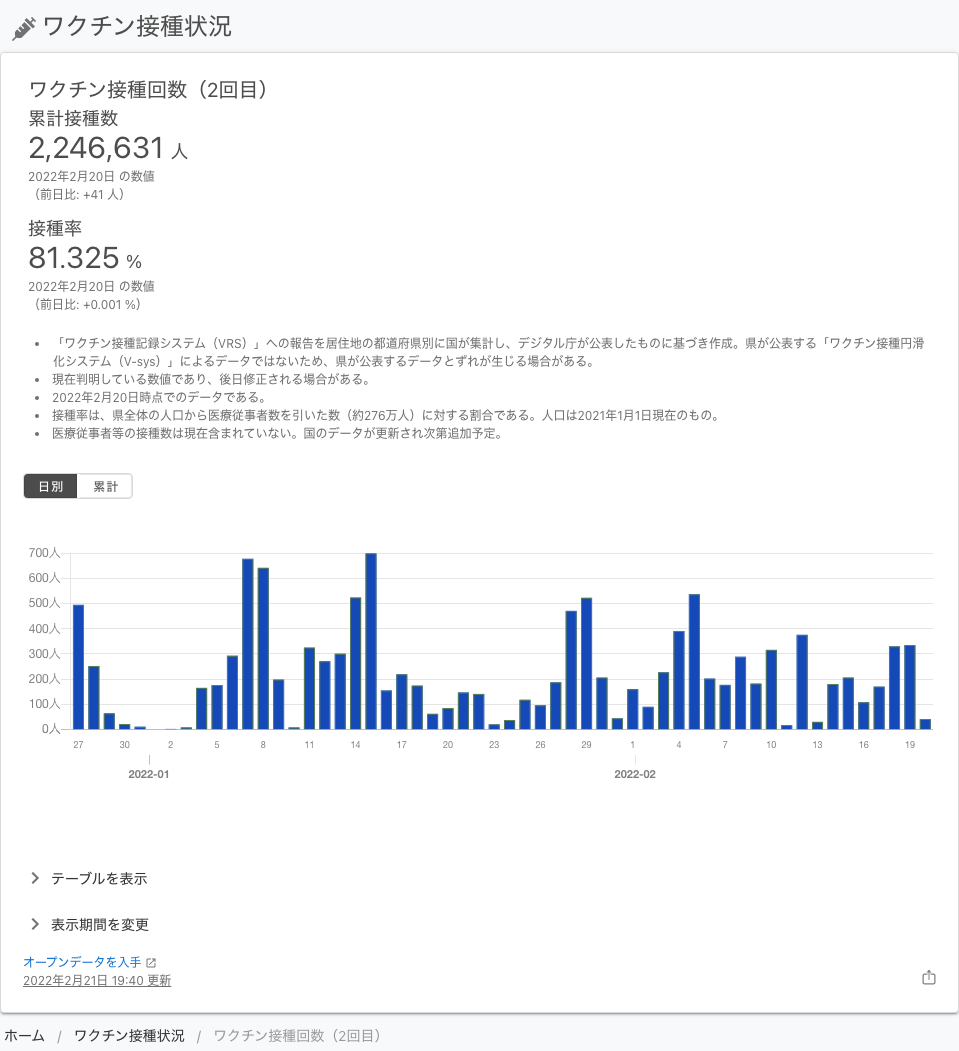 ワクチン接種状況
ワクチン接種回数（2回目）
累計接種数
2,246,631 人
2022年2月20日 の数値
（前日比: +41 人）
接種率
81.325 %
2022年2月20日 の数値
（前日比: +0.001 %）
「ワクチン接種記録システム（VRS）」への報告を居住地の都道府県別に国が集計し、デジタル庁が公表したものに基づき作成。県が公表する「ワクチン接種円滑
化システム（V-sys）」によるデータではないため、県が公表するデータとずれが生じる場合がある。
現在判明している数値であり、後日修正される場合がある。
2022年2月20日時点でのデータである。
接種率は、県全体の人口から医療従事者数を引いた数（約276万人）に対する割合である。人口は2021年1月1日現在のもの。
医療従事者等の接種数は現在含まれていない。国のデータが更新され次第追加予定。
日別 累計
700人
600人
500人
400人
300人
200人
100人
0人
27 30 2 5 8 11 14 17 20 23 26 29 1 4 7 10 13 16 19
2022-01 2022-02
テーブルを表示
表示期間を変更
オープンデータを入手
2022年2月21日 19:40 更新
ホーム / ワクチン接種状況 / ワクチン接種回数（2回目）